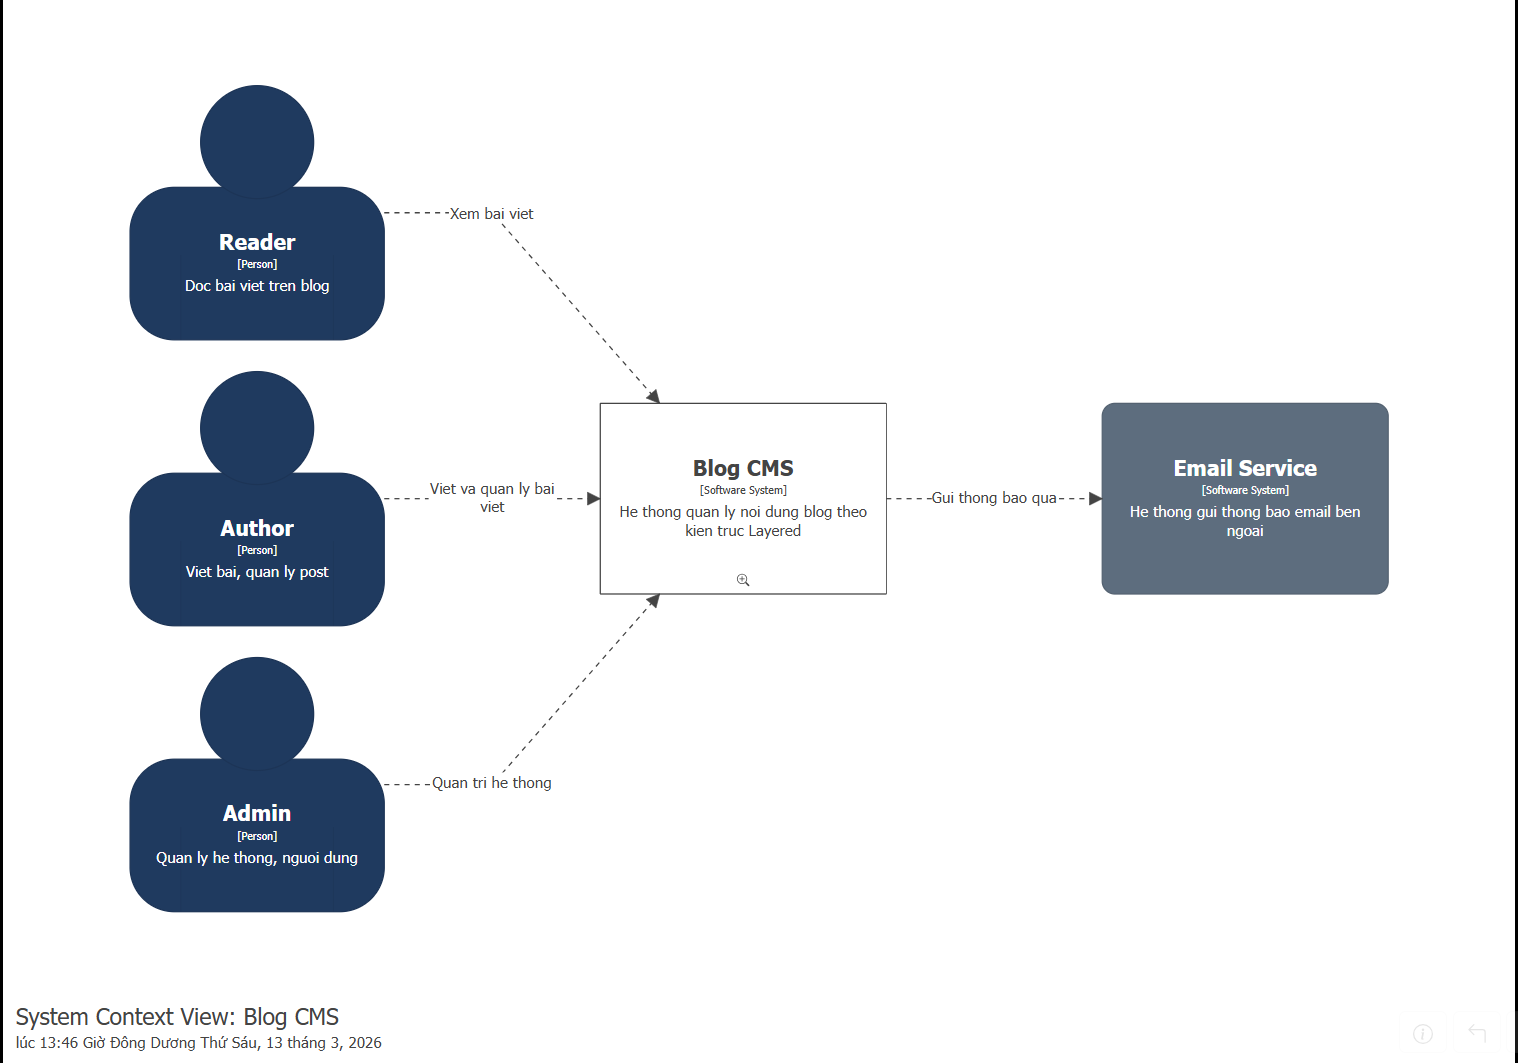 Reader
[Person]
Doc bai viet tren blog
Xem bai viet
Author
[Person]
Viet bai, quan ly post
Viet va quan ly bai
viet
Blog CMS
[Software System]
He thong quan ly noi dung blog theo
kien truc Layered
Gui thong bao qua
Email Service
[Software System]
He thong gui thong bao email ben
ngoai
Admin
[Person]
Quan ly he thong, nguoi dung
Quan tri he thong
System Context View: Blog CMS
lúc 13:46 Giờ Đông Dương Thứ Sáu, 13 tháng 3, 2026